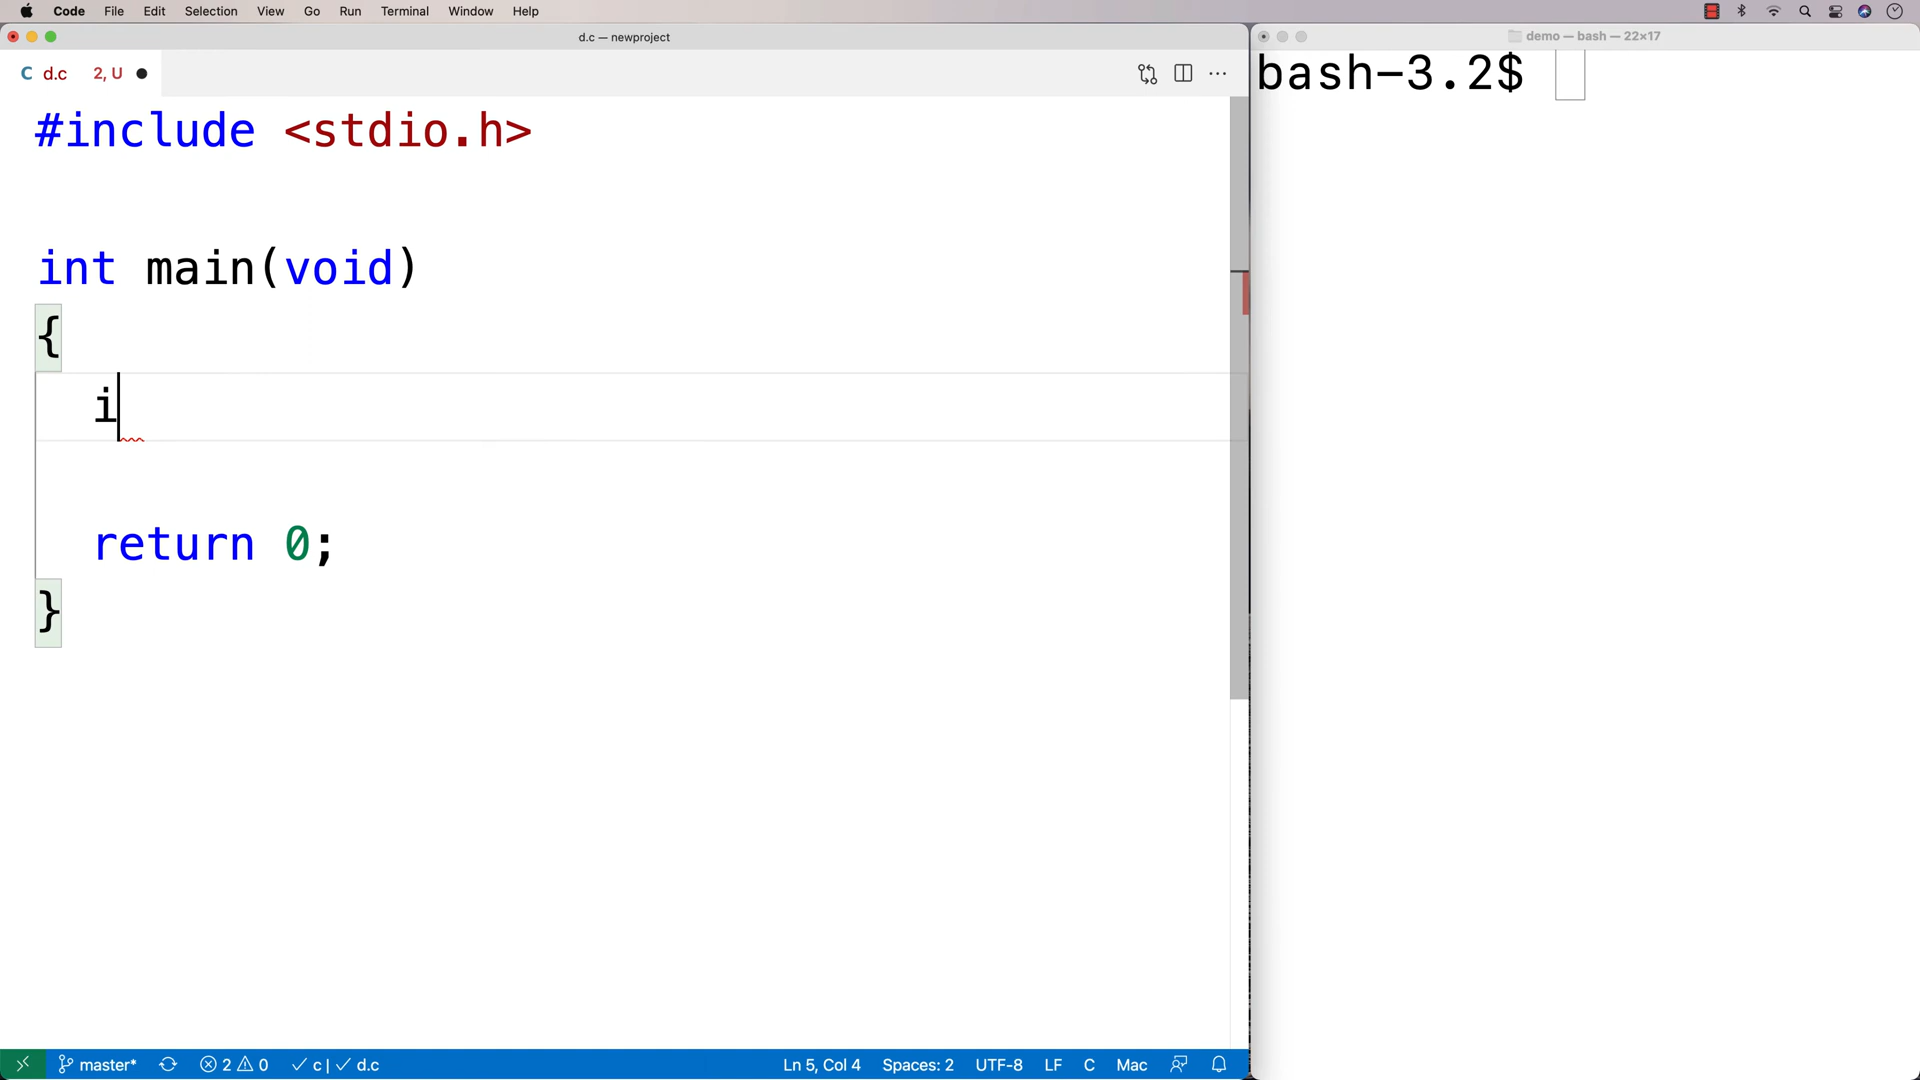 Code File Edit Selection View Go Run Terminal Window Help
d.c — newproject
demo — bash — 22×17
C d.c 2, U
bash-3.2$
#include <stdio.h>
int main(void)
{
i
return 0;
}
master* 2 0 c | d.c Ln 5, Col 4 Spaces: 2 UTF-8 LF C Mac